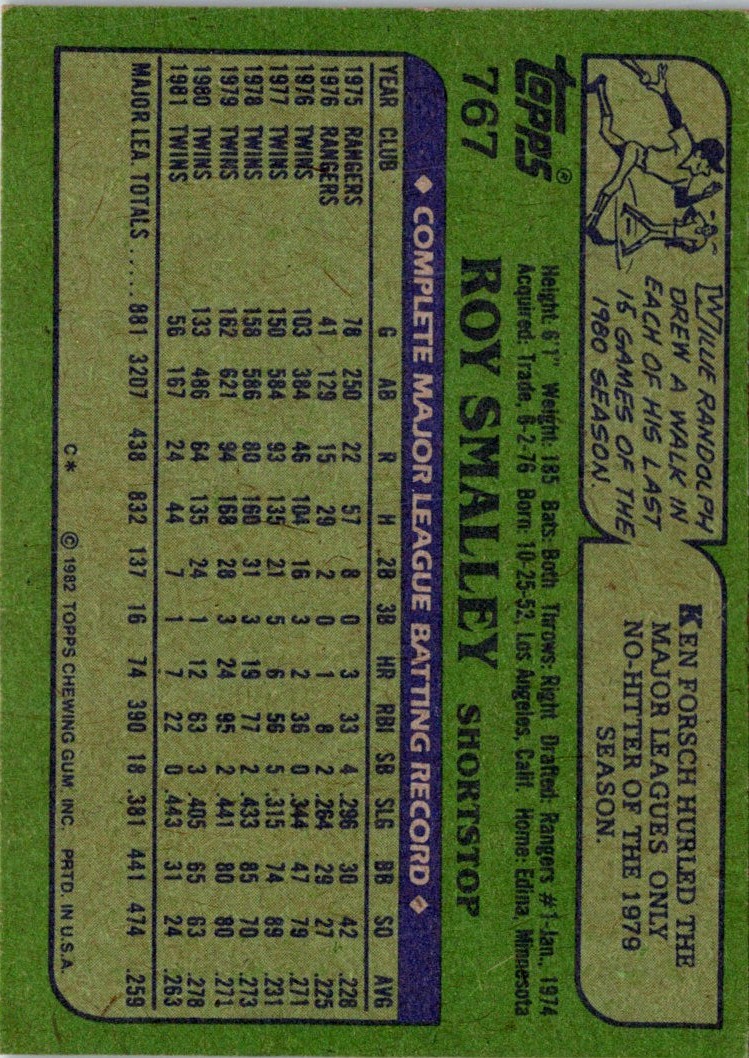 WILLIE RANDOLPH
DREW A WALK IN
EACH OF HIS LAST
16 GAMES OF THE
1980 SEASON.
KEN FORSCH HURLED THE
MAJOR LEAGUES ONLY
NO-HITTER OF THE 1979
SEASON.
topps®
Height: 6'1" Weight: 185 Bats: Both Throws: Right Drafted: Rangers #1-Jan., 1974
Acquired: Trade, 6-2-76 Born: 10-25-52, Los Angeles, Calif. Home: Edina, Minnesota
767 ROY SMALLEY SHORTSTOP
◆ COMPLETE MAJOR LEAGUE BATTING RECORD ◆
YEAR CLUB G AB R H 2B 3B HR RBI SB SLG BB SO AVG
1975 RANGERS 78 250 22 57 8 0 3 33 4 .296 30 42 .228
1976 RANGERS 41 129 15 29 2 0 1 8 2 .264 29 27 .225
1976 TWINS 103 384 46 104 16 3 2 36 0 .344 47 79 .271
1977 TWINS 150 584 93 135 21 5 6 56 5 .315 74 89 .231
1978 TWINS 158 586 80 160 31 3 19 77 2 .433 85 70 .273
1979 TWINS 162 621 94 168 28 3 24 95 2 .441 80 80 .271
1980 TWINS 133 486 64 135 24 1 12 63 3 .405 65 63 .278
1981 TWINS 56 167 24 44 7 1 7 22 0 .443 31 24 .263
MAJOR LEA. TOTALS ..... 881 3207 438 832 137 16 74 390 18 .381 441 474 .259
C* © 1982 TOPPS CHEWING GUM, INC. PRTD. IN U.S.A.